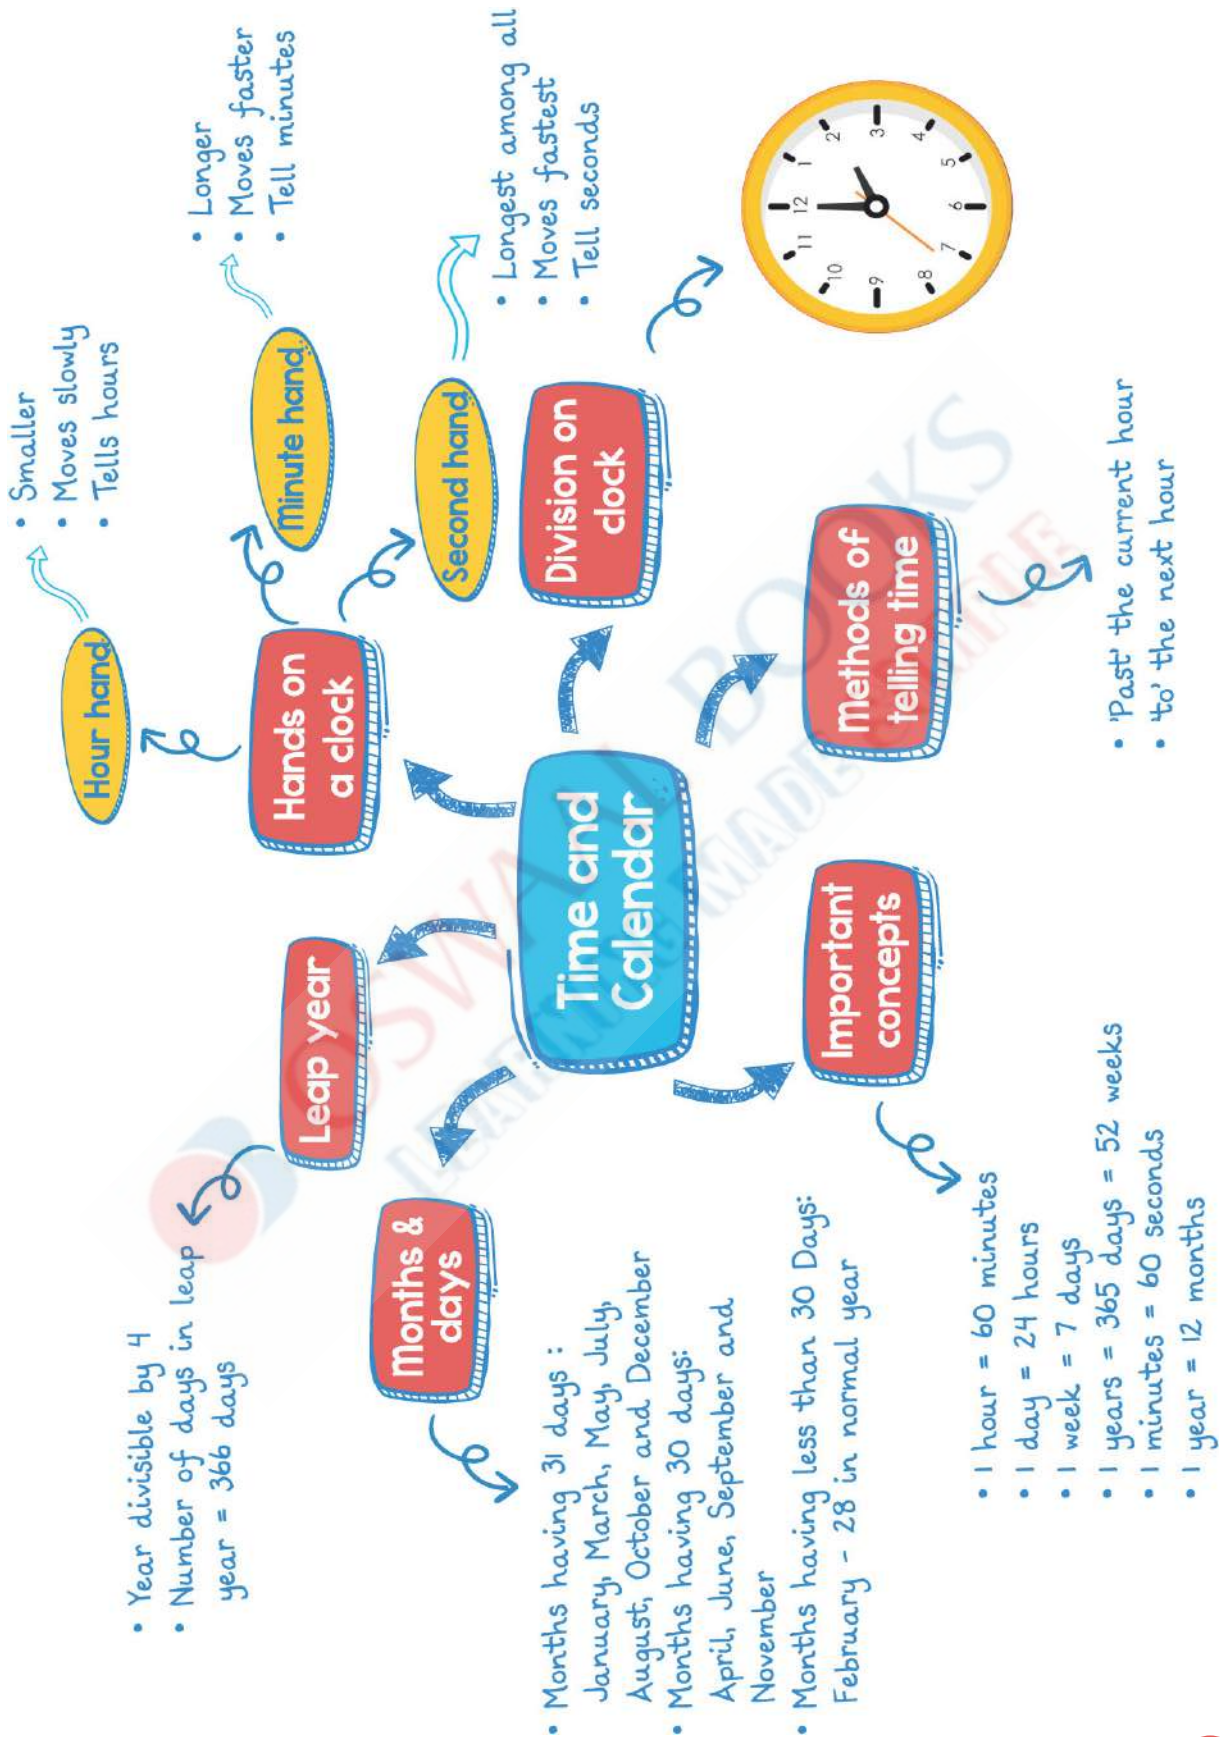 Time and
Calendar
Hands on
a clock
Hour hand
• Smaller
• Moves slowly
• Tells hours
Minute hand
• Longer
• Moves faster
• Tell minutes
Second hand
• Longest among all
• Moves fastest
• Tell seconds
Division on
clock
12
1
2
3
4
5
6
7
8
9
10
11
Methods of
telling time
• 'Past' the current hour
• 'to' the next hour
Important
concepts
• 1 hour = 60 minutes
• 1 day = 24 hours
• 1 week = 7 days
• 1 years = 365 days = 52 weeks
• 1 minutes = 60 seconds
• 1 year = 12 months
Months &
days
• Months having 31 days :
January, March, May, July,
August, October and December
• Months having 30 days:
April, June, September and
November
• Months having less than 30 Days:
February - 28 in normal year
Leap year
• Year divisible by 4
• Number of days in leap
year = 366 days
OSWAAL BOOKS
LEARNING MADE SIMPLE